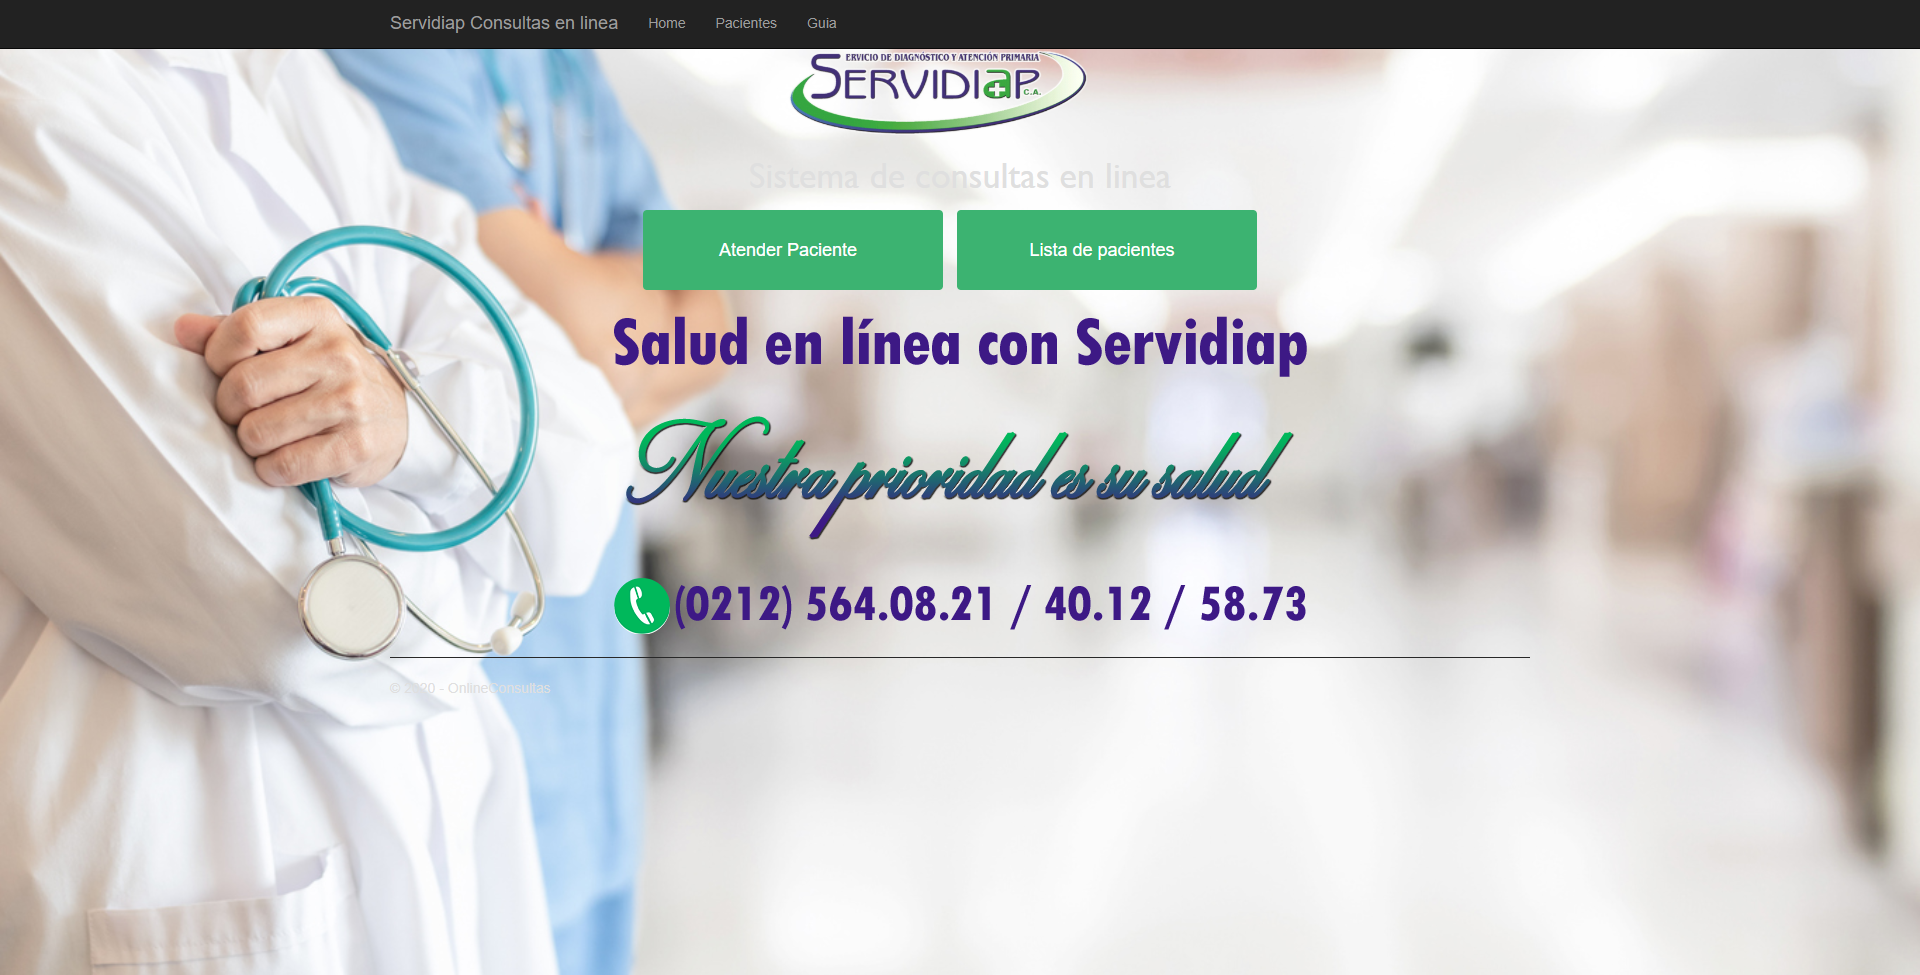 Servidiap Consultas en linea Home Pacientes Guia
SERVICIO DE DIAGNÓSTICO Y ATENCIÓN PRIMARIA
SERVIDIAP C.A.
Sistema de consultas en linea
Atender Paciente Lista de pacientes
Salud en línea con Servidiap
Nuestra prioridad es su salud
(0212) 564.08.21 / 40.12 / 58.73
© 2020 - OnlineConsultas